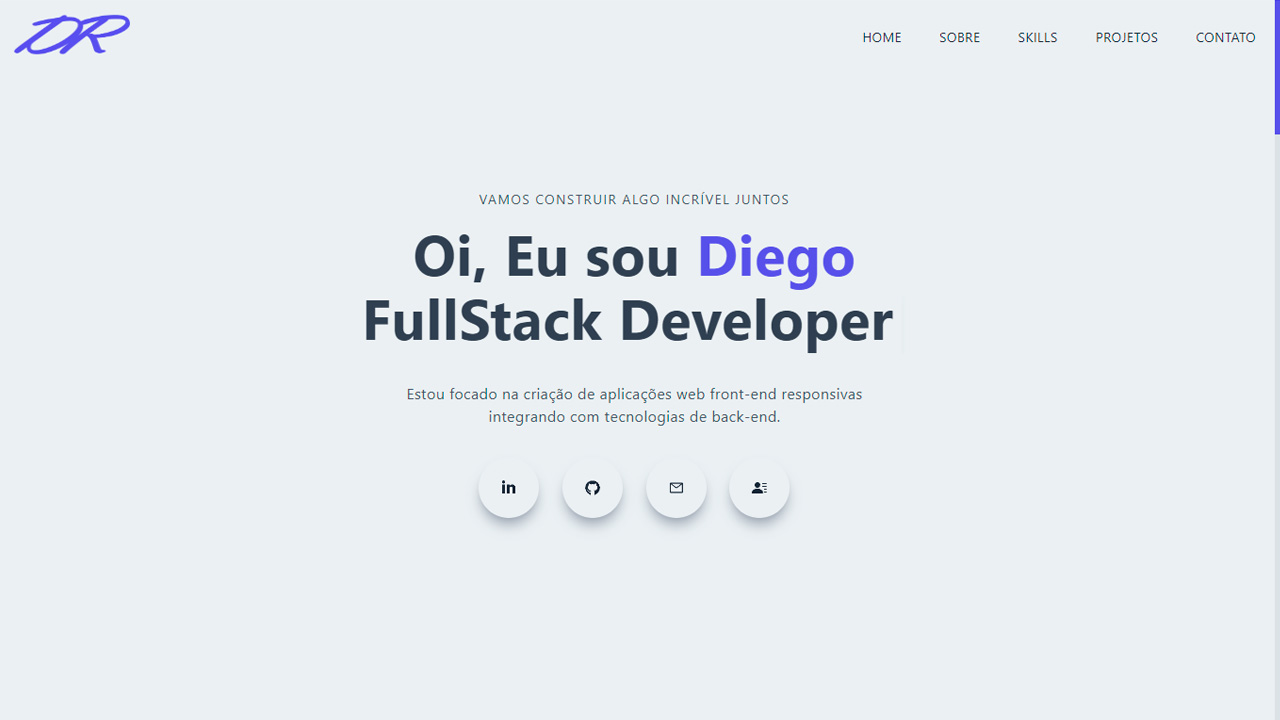 DR
HOME SOBRE SKILLS PROJETOS CONTATO
VAMOS CONSTRUIR ALGO INCRÍVEL JUNTOS
Oi, Eu sou Diego
FullStack Developer
Estou focado na criação de aplicações web front-end responsivas
integrando com tecnologias de back-end.
in